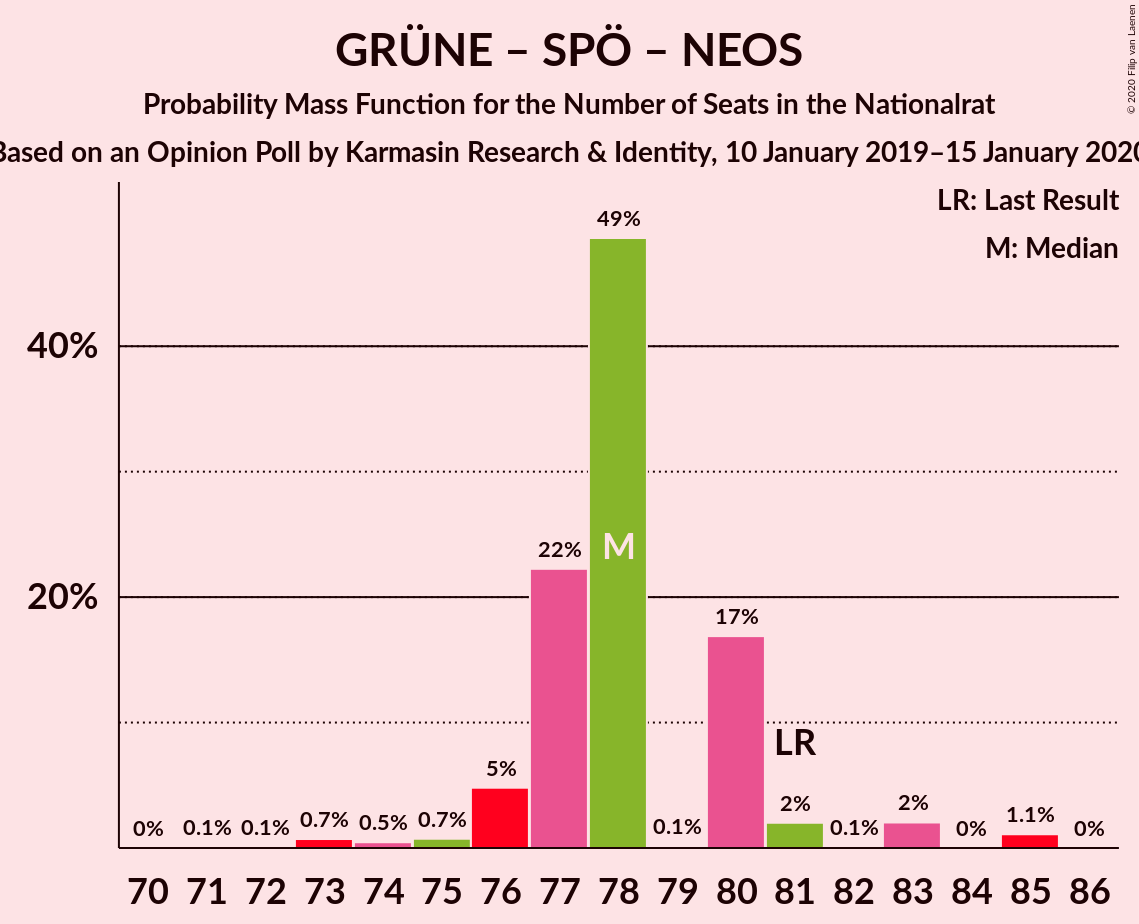 GRÜNE – SPÖ – NEOS
Probability Mass Function for the Number of Seats in the Nationalrat
Based on an Opinion Poll by Karmasin Research & Identity, 10 January 2019–15 January 2020
© 2020 Filip van Laenen
LR: Last Result
M: Median
40%
20%
0%
0.1%
0.1%
0.7%
0.5%
0.7%
5%
22%
49%
M
0.1%
17%
LR
2%
0.1%
2%
0%
1.1%
0%
70 71 72 73 74 75 76 77 78 79 80 81 82 83 84 85 86